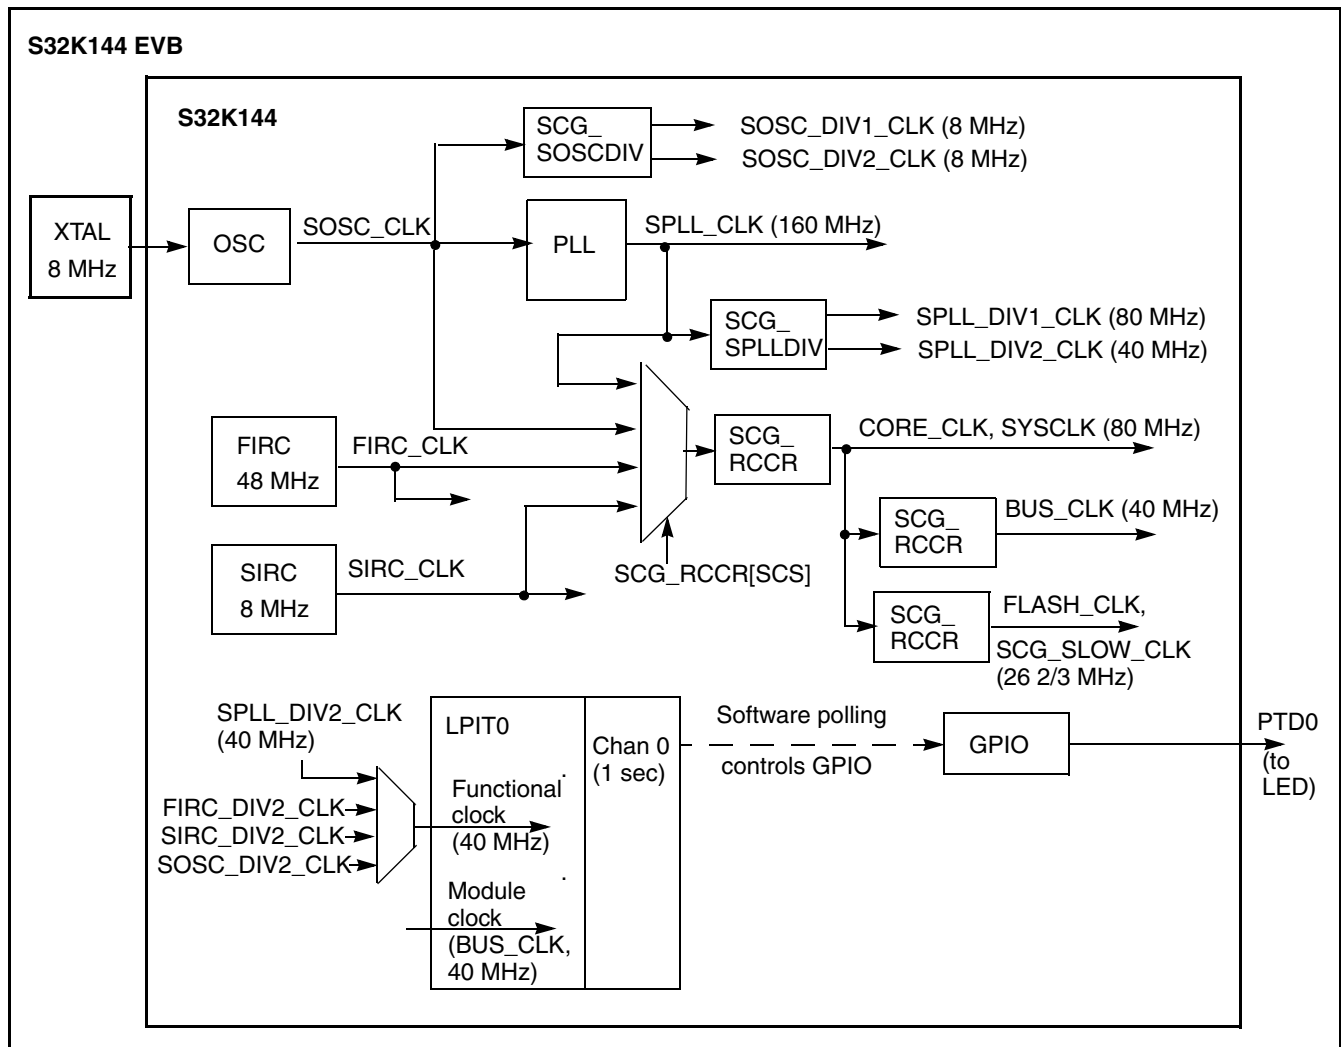 S32K144 EVB
S32K144
SCG_
SOSCDIV
SOSC_DIV1_CLK (8 MHz)
SOSC_DIV2_CLK (8 MHz)
XTAL
8 MHz
OSC
SOSC_CLK
PLL
SPLL_CLK (160 MHz)
SCG_
SPLLDIV
SPLL_DIV1_CLK (80 MHz)
SPLL_DIV2_CLK (40 MHz)
FIRC
48 MHz
FIRC_CLK
SCG_
RCCR
CORE_CLK, SYSCLK (80 MHz)
SCG_
RCCR
BUS_CLK (40 MHz)
SIRC
8 MHz
SIRC_CLK
SCG_RCCR[SCS]
SCG_
RCCR
FLASH_CLK,
SCG_SLOW_CLK
(26 2/3 MHz)
SPLL_DIV2_CLK
(40 MHz)
FIRC_DIV2_CLK
SIRC_DIV2_CLK
SOSC_DIV2_CLK
LPIT0
Functional
clock
(40 MHz)
Module
clock
(BUS_CLK,
40 MHz)
Chan 0
(1 sec)
Software polling
controls GPIO
GPIO
PTD0
(to
LED)